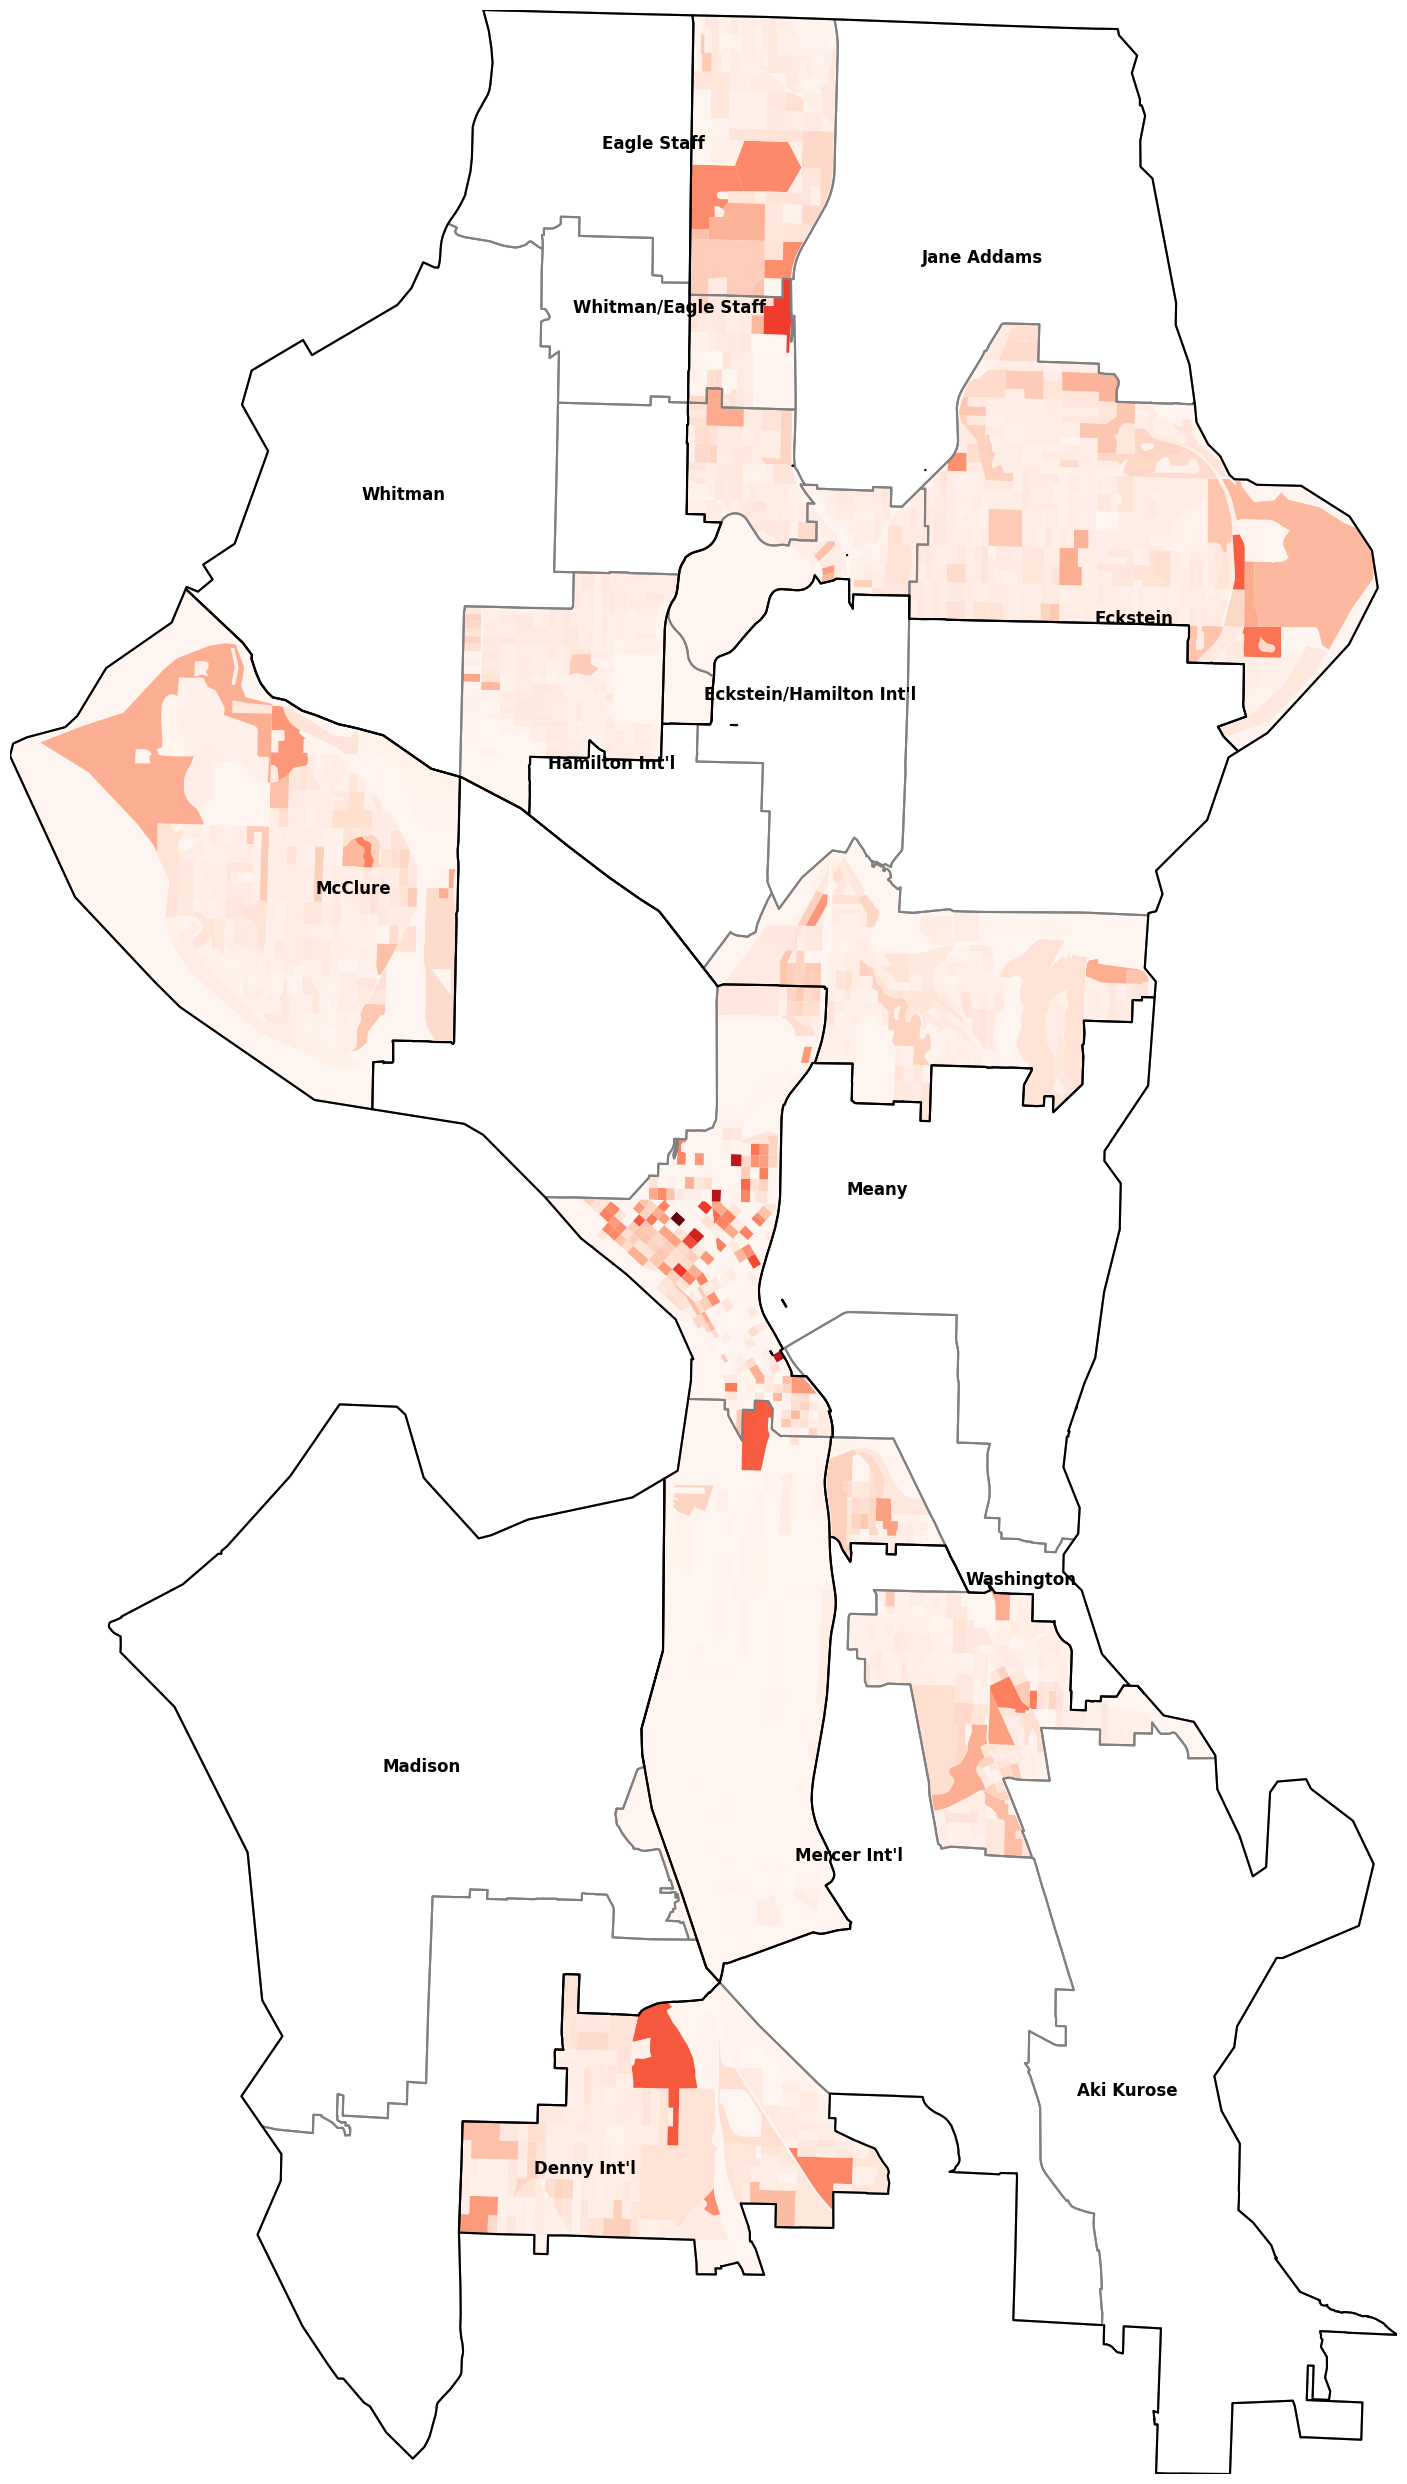 Eagle Staff
Jane Addams
Whitman/Eagle Staff
Whitman
Eckstein
Eckstein/Hamilton Int'l
Hamilton Int'l
McClure
Meany
Washington
Madison
Mercer Int'l
Aki Kurose
Denny Int'l